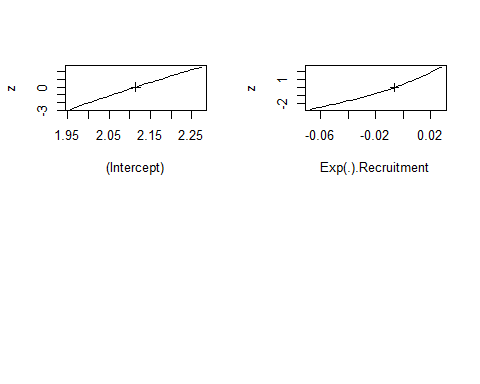 z
0
-3
1.95 2.05 2.15 2.25
(Intercept)
z
1
-2
-0.06 -0.02 0.02
Exp(.).Recruitment